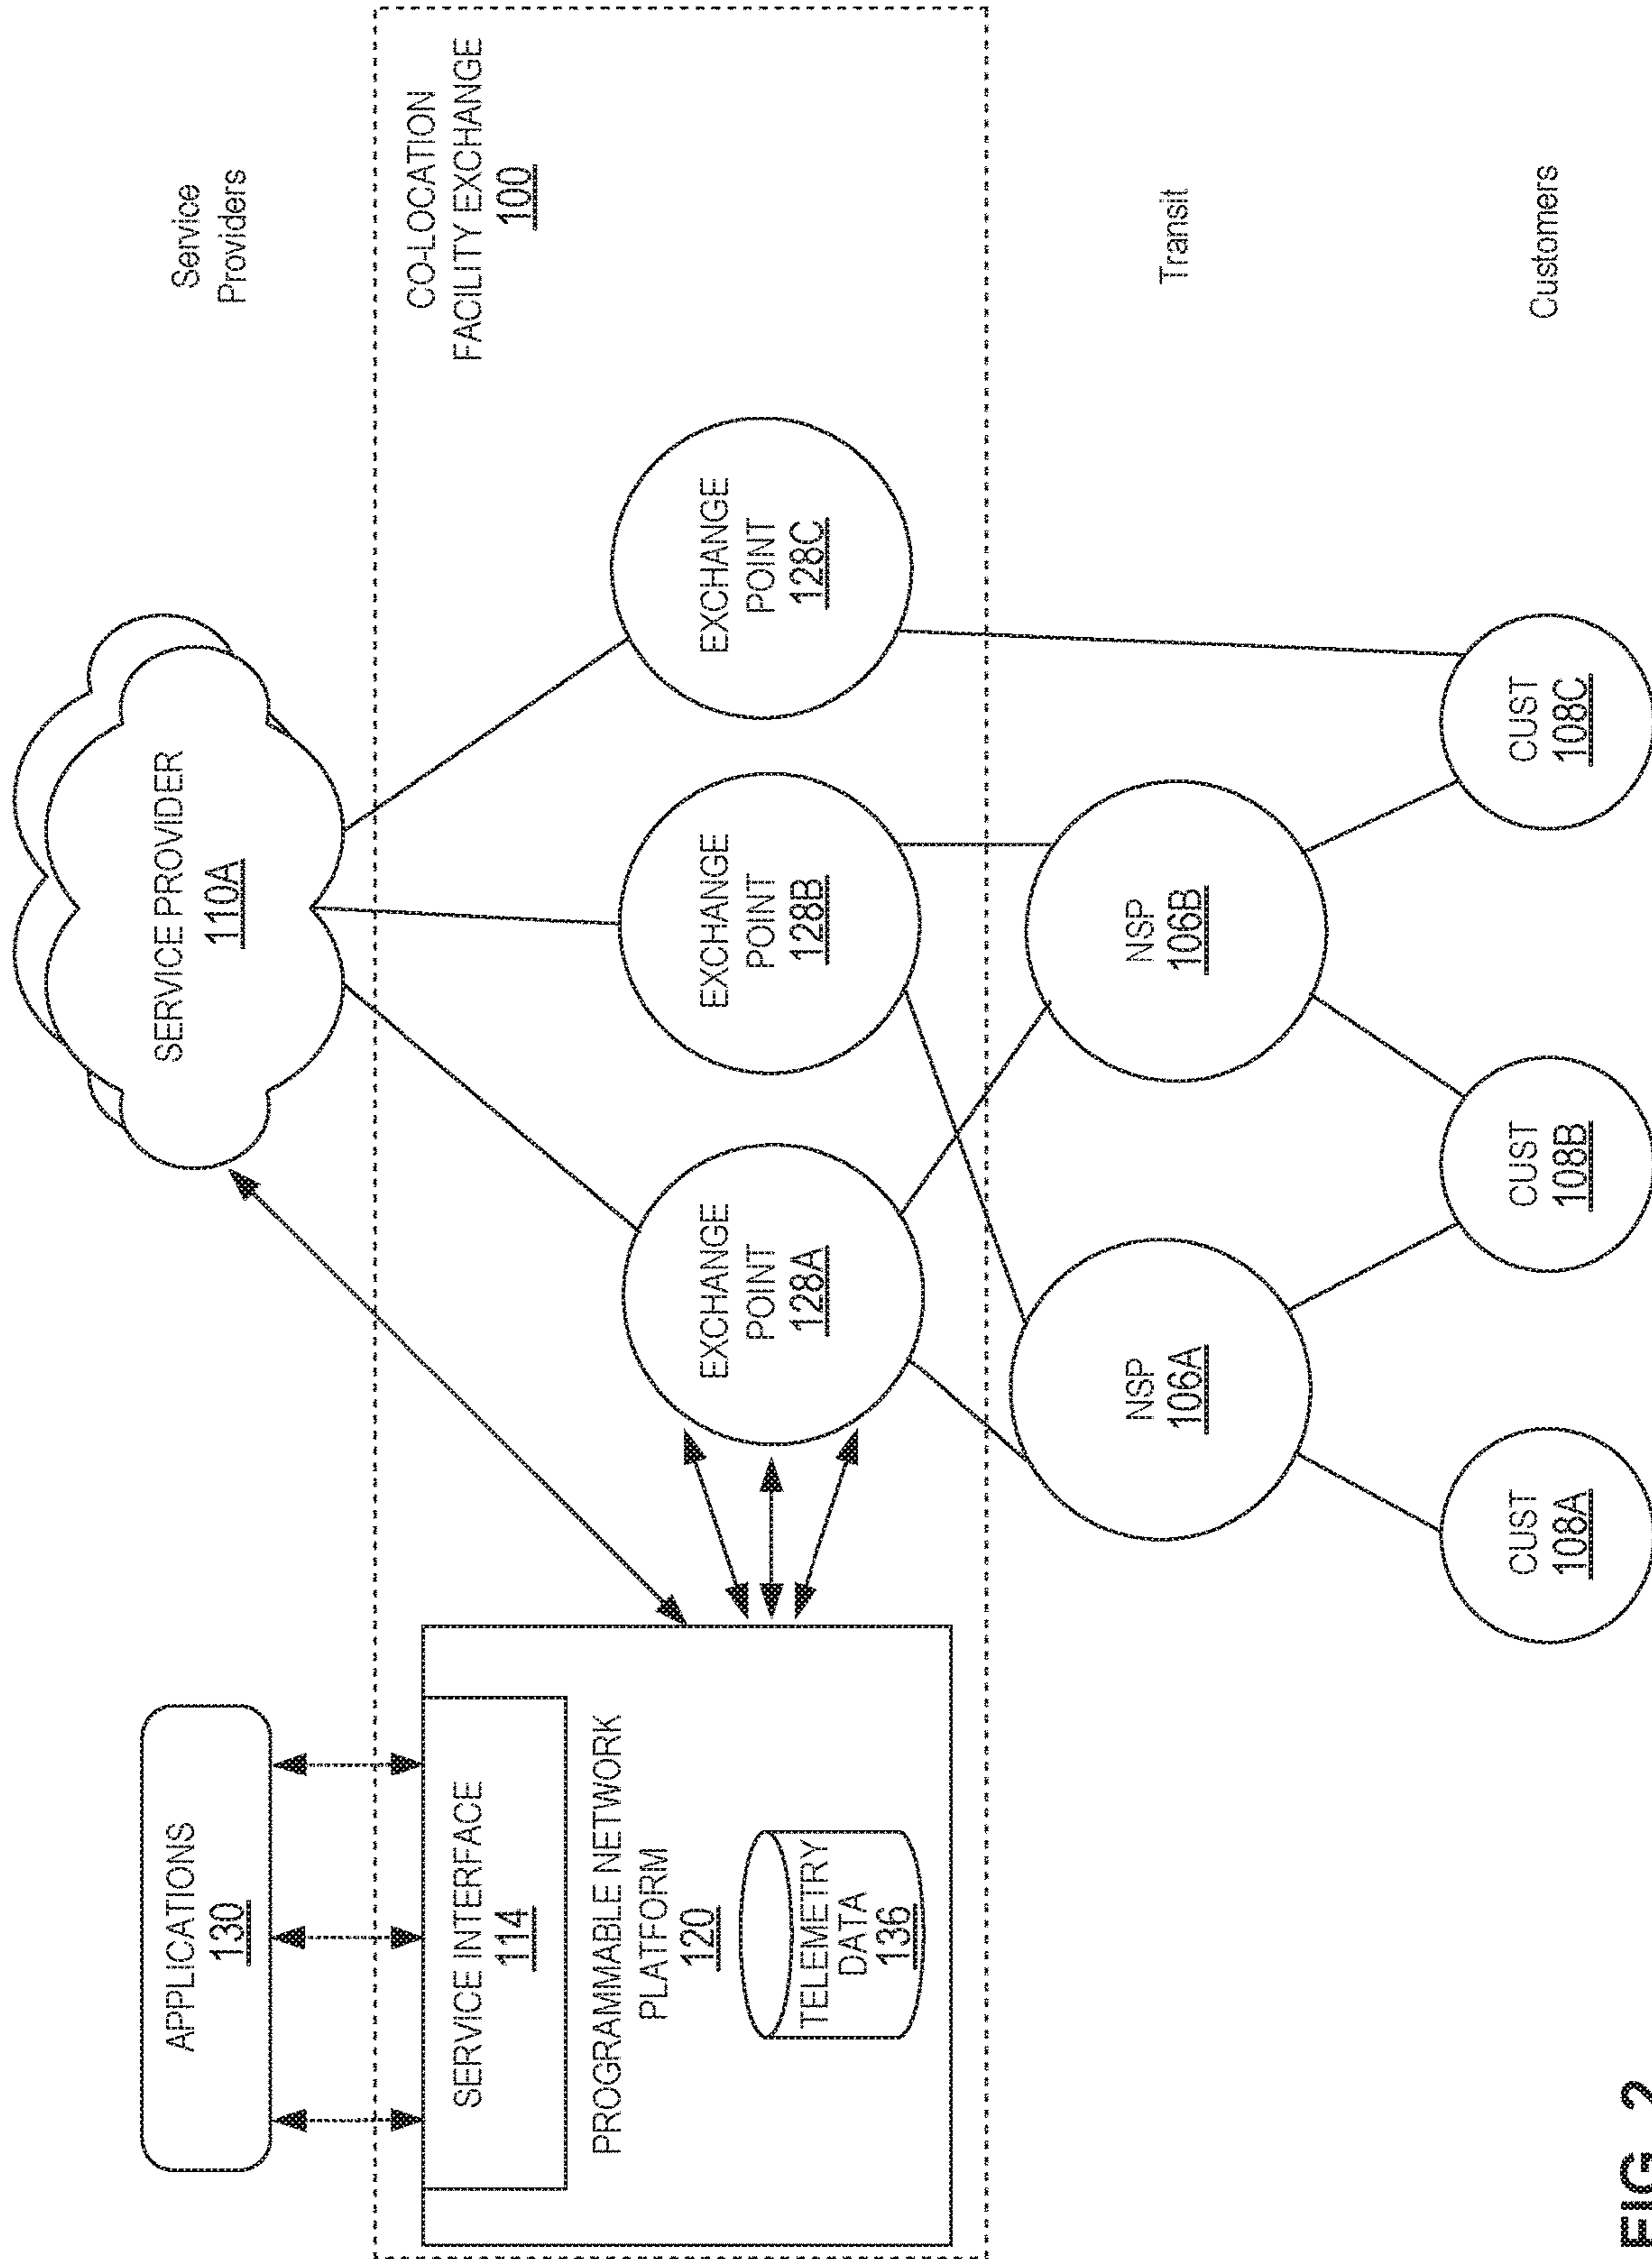 APPLICATIONS
130
SERVICE PROVIDER
110A
Service
Providers
CO-LOCATION
FACILITY EXCHANGE
100
SERVICE INTERFACE
114
PROGRAMMABLE NETWORK
PLATFORM
120
TELEMETRY
DATA
136
EXCHANGE
POINT
128A
EXCHANGE
POINT
128B
EXCHANGE
POINT
128C
NSP
106A
NSP
106B
Transit
CUST
108A
CUST
108B
CUST
108C
Customers
FIG. 2